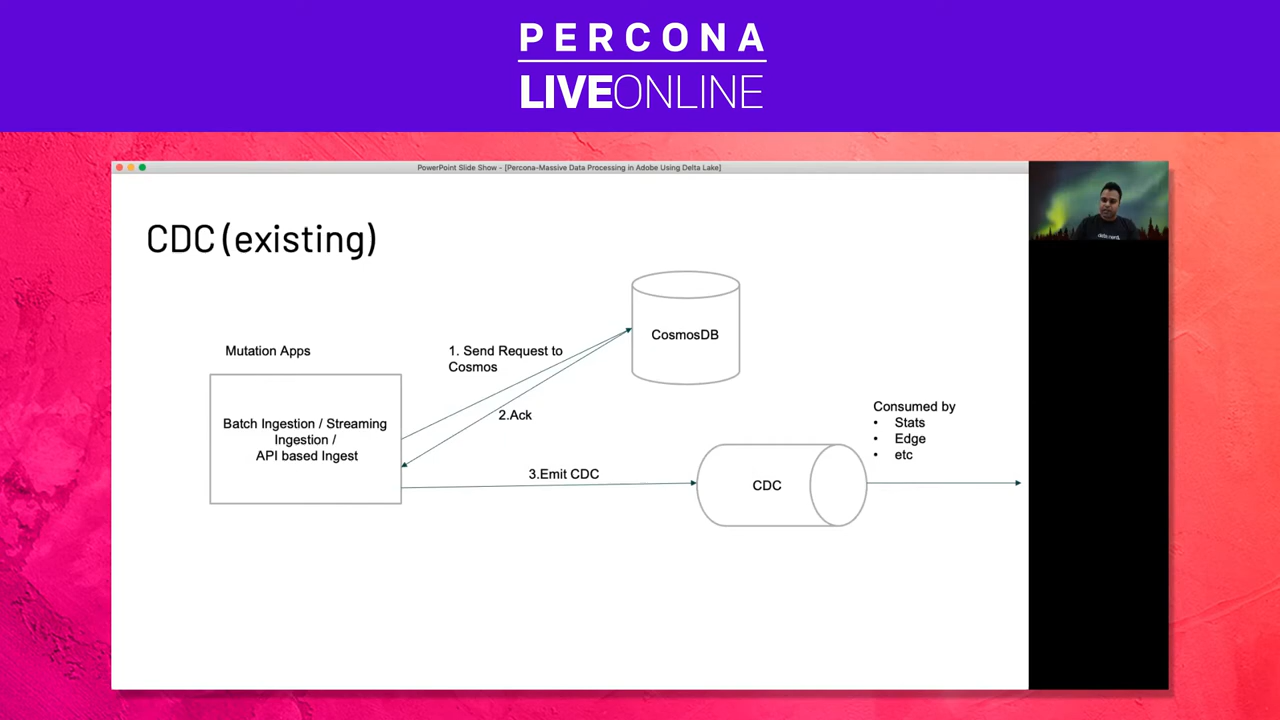 PERCONA
LIVEONLINE
PowerPoint Slide Show - [Percona-Massive Data Processing in Adobe Using Delta Lake]
CDC (existing)
Mutation Apps
Batch Ingestion / Streaming
Ingestion /
API based Ingest
1. Send Request to
Cosmos
2.Ack
CosmosDB
3.Emit CDC
CDC
Consumed by
• Stats
• Edge
• etc